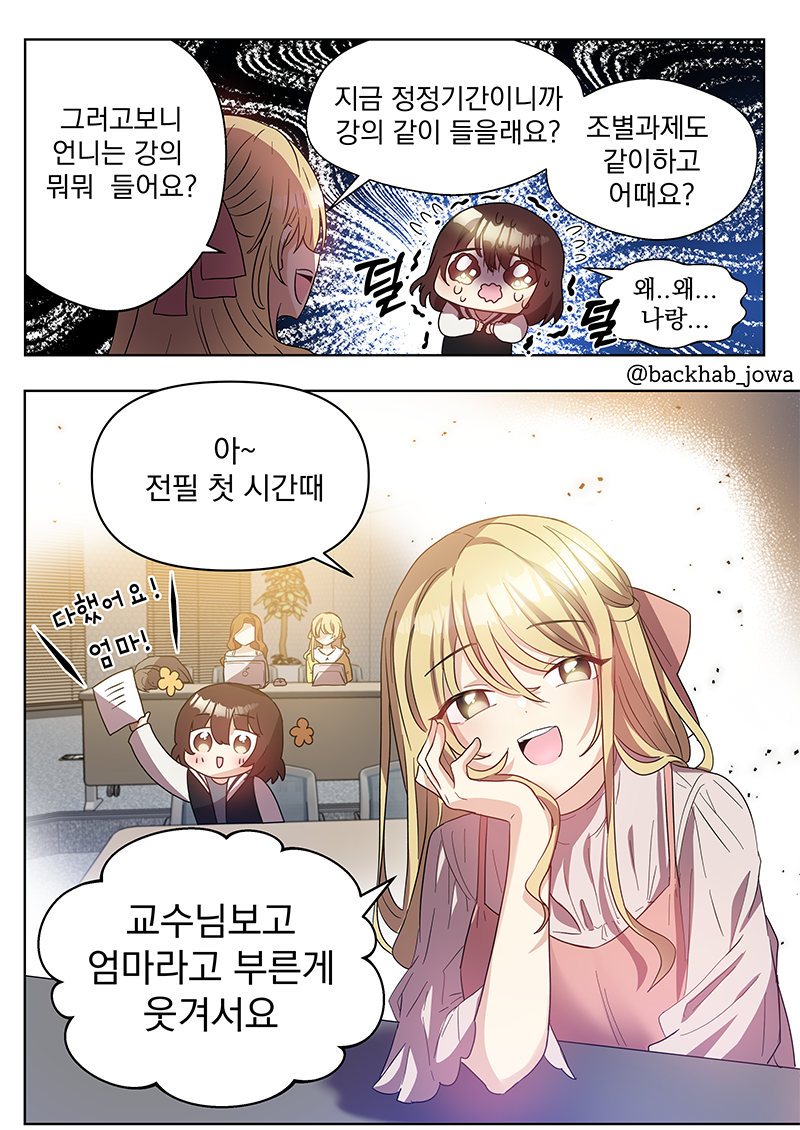 그러고보니
언니는 강의
뭐뭐 들어요?
지금 정정기간이니까
강의 같이 들을래요?
조별과제도
같이하고
어때요?
덜
덜
왜..왜...
나랑...
@backhab_jowa
아~
전필 첫 시간때
다했어요!
엄마!
교수님보고
엄마라고 부른게
웃겨서요